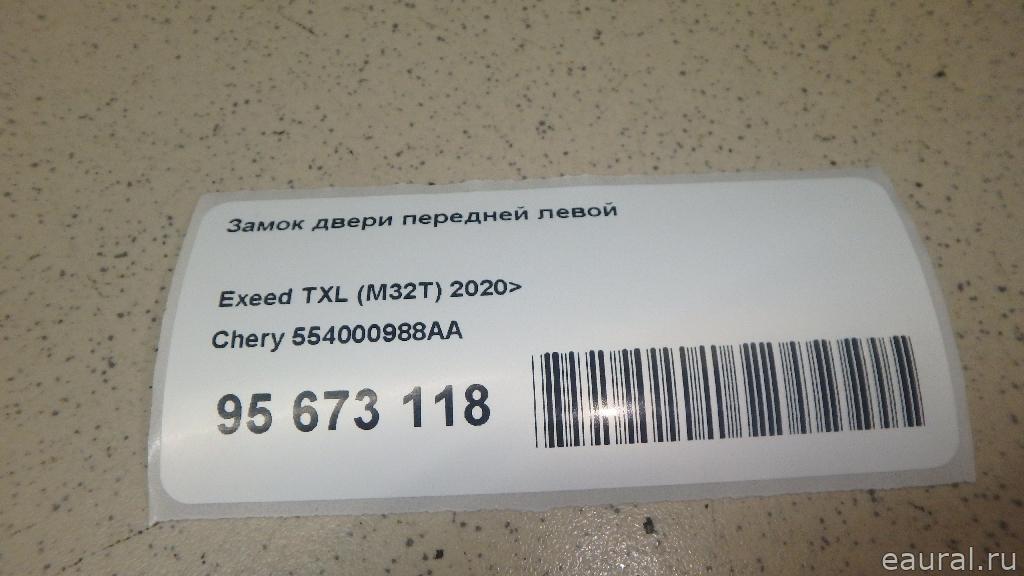 Замок двери передней левой
Exeed TXL (M32T) 2020>
Chery 554000988AA
95 673 118
eaural.ru